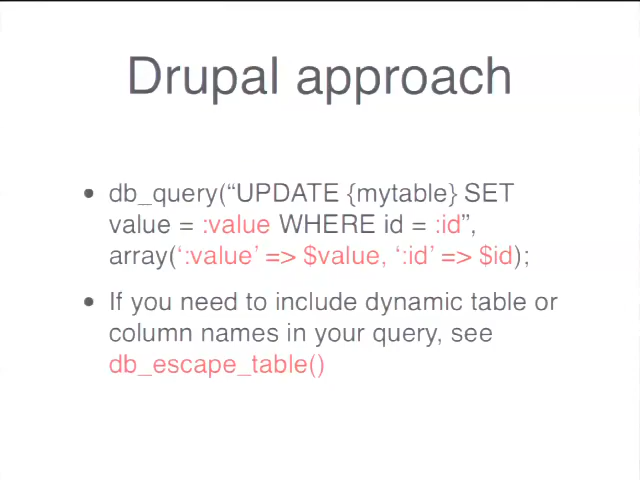 Drupal approach
• db_query(“UPDATE {mytable} SET
value = :value WHERE id = :id”,
array(‘:value’ => $value, ‘:id’ => $id);
• If you need to include dynamic table or
column names in your query, see
db_escape_table()